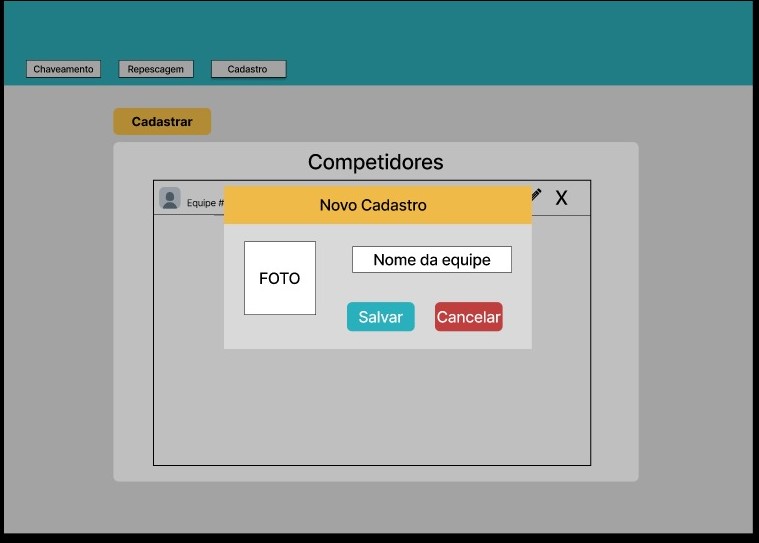 Chaveamento
Repescagem
Cadastro
Cadastrar
Competidores
Equipe #
X
Novo Cadastro
FOTO
Nome da equipe
Salvar
Cancelar